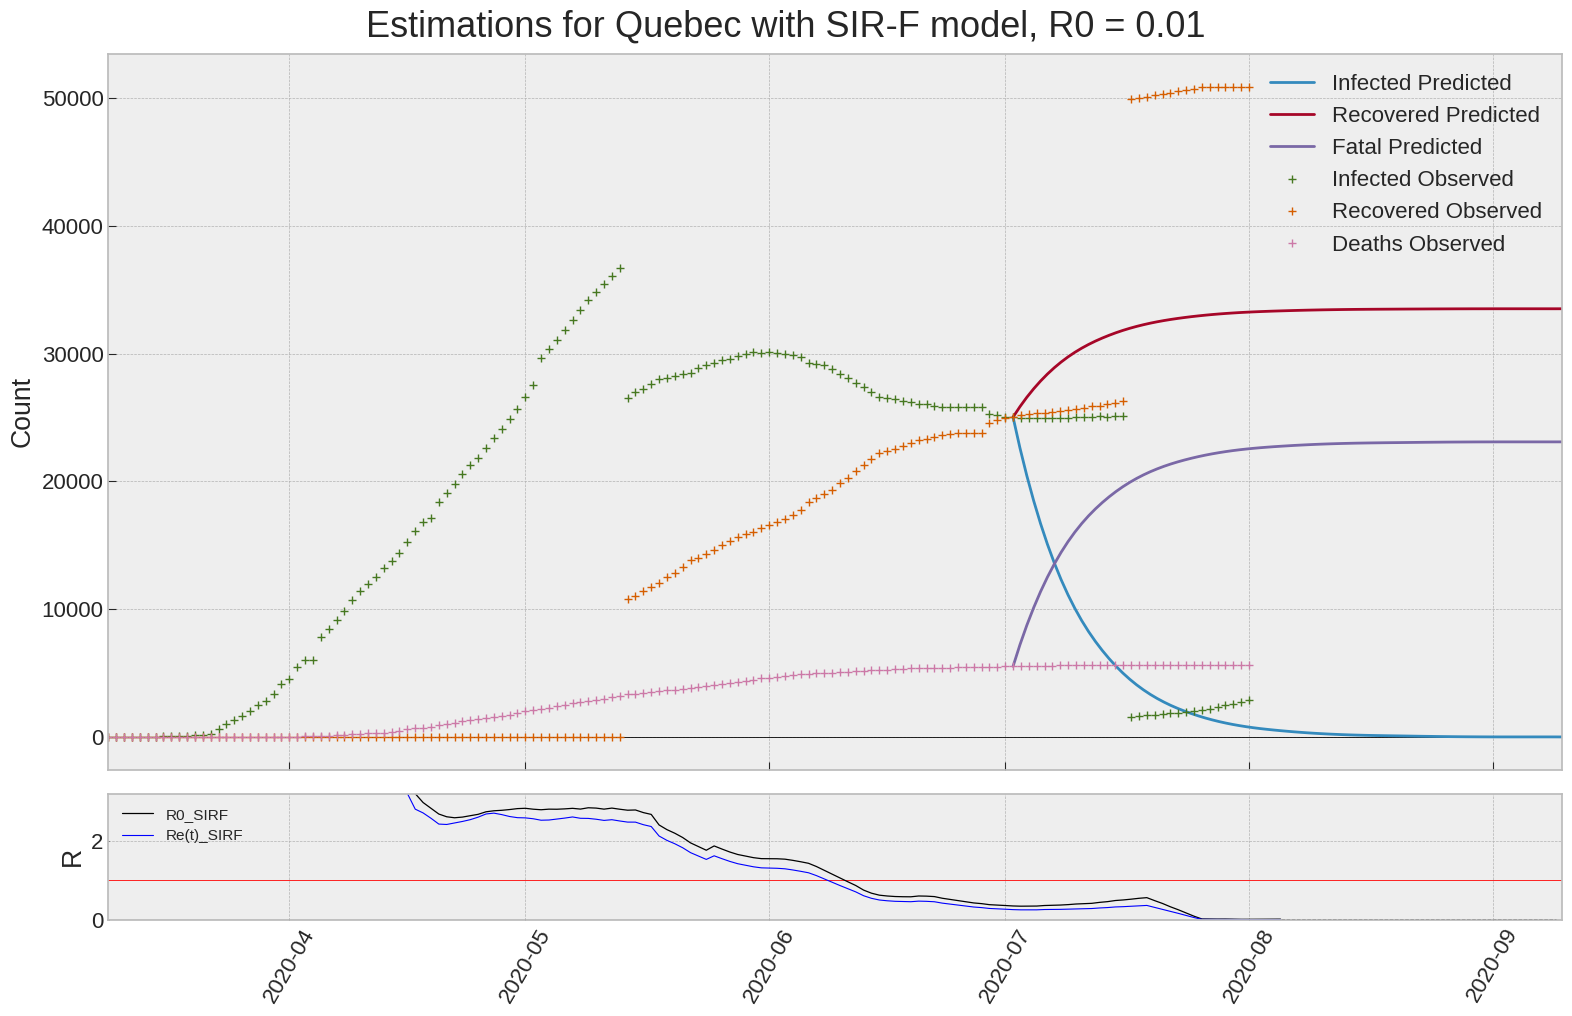 Estimations for Quebec with SIR-F model, R0 = 0.01
Count
50000
40000
30000
20000
10000
0
Infected Predicted
Recovered Predicted
Fatal Predicted
Infected Observed
Recovered Observed
Deaths Observed
R
2
0
R0_SIRF
Re(t)_SIRF
2020-04
2020-05
2020-06
2020-07
2020-08
2020-09